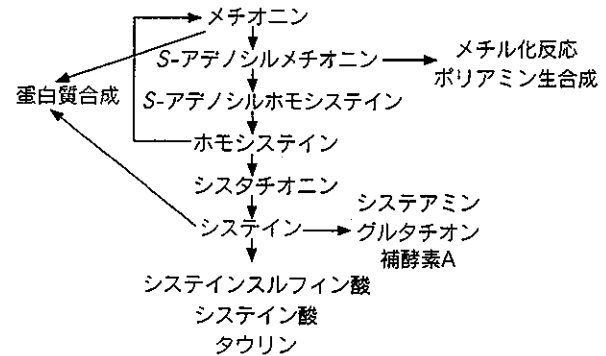 メチオニン
S-アデノシルメチオニン
メチル化反応
ポリアミン生合成
蛋白質合成
S-アデノシルホモシステイン
ホモシステイン
シスタチオニン
システイン
システアミン
グルタチオン
補酵素A
システインスルフィン酸
システイン酸
タウリン